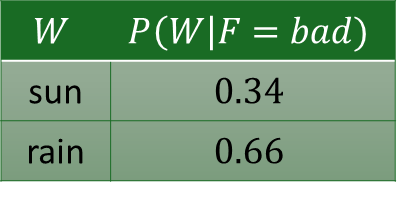 W P(W|F = bad)
sun 0.34
rain 0.66